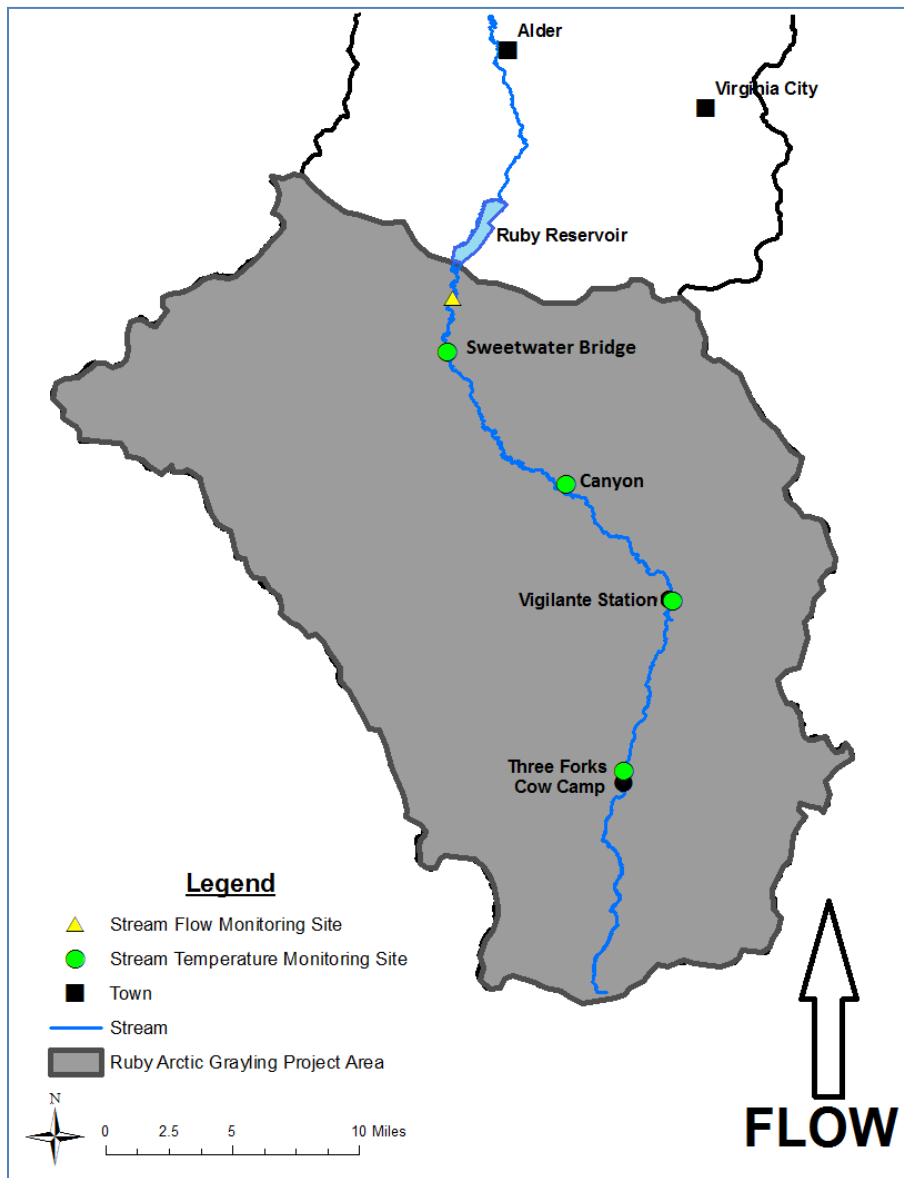 Alder
Virginia City
Ruby Reservoir
Sweetwater Bridge
Canyon
Vigilante Station
Three Forks
Cow Camp
Legend
Stream Flow Monitoring Site
Stream Temperature Monitoring Site
Town
Stream
Ruby Arctic Grayling Project Area
N
0 2.5 5 10 Miles
FLOW